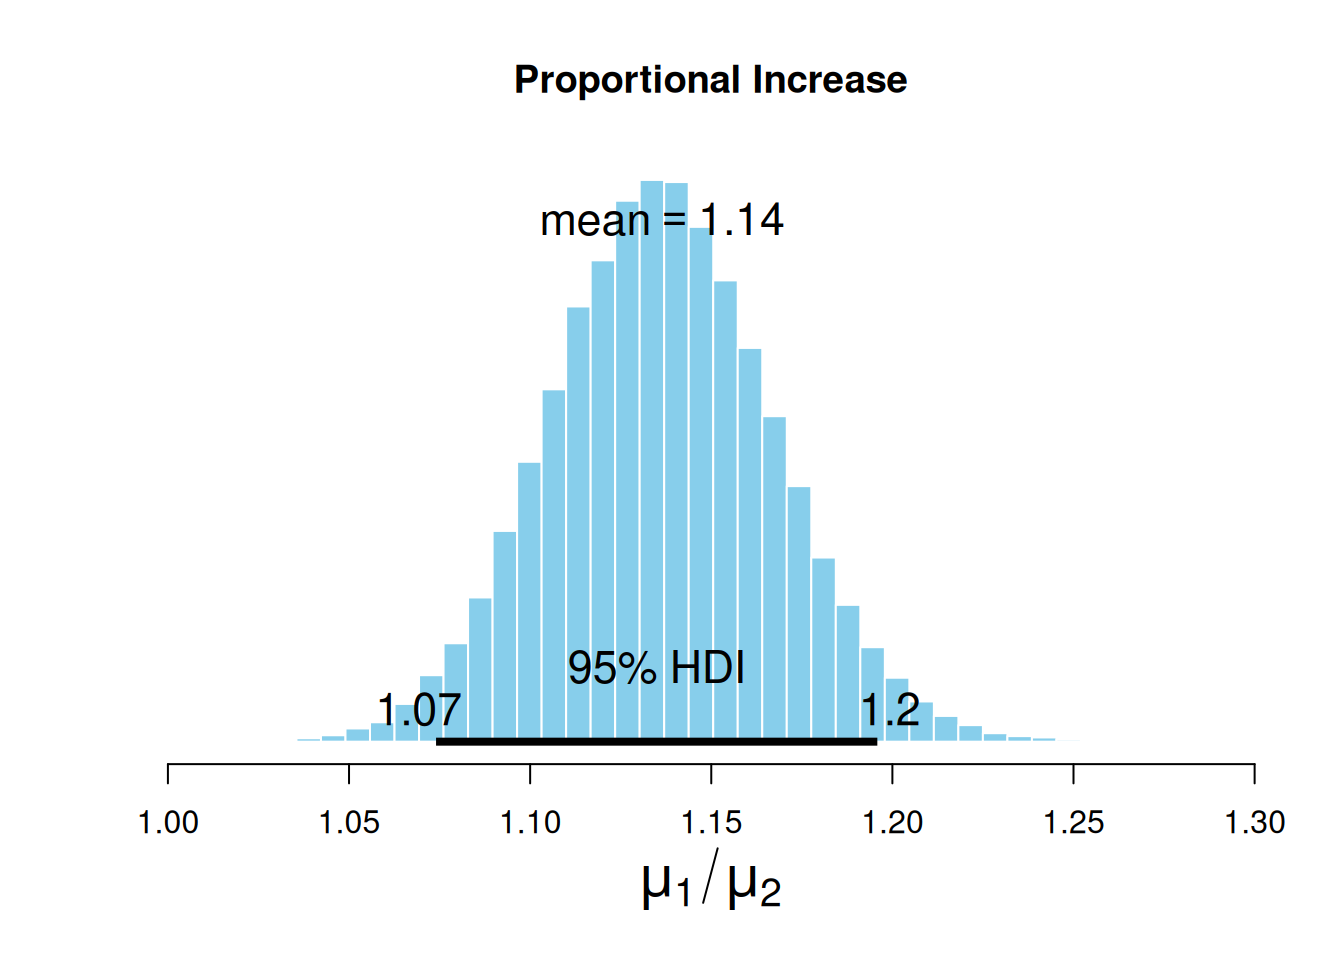 Proportional Increase
mean = 1.14
95% HDI
1.07 1.2
1.00 1.05 1.10 1.15 1.20 1.25 1.30
μ₁/μ₂